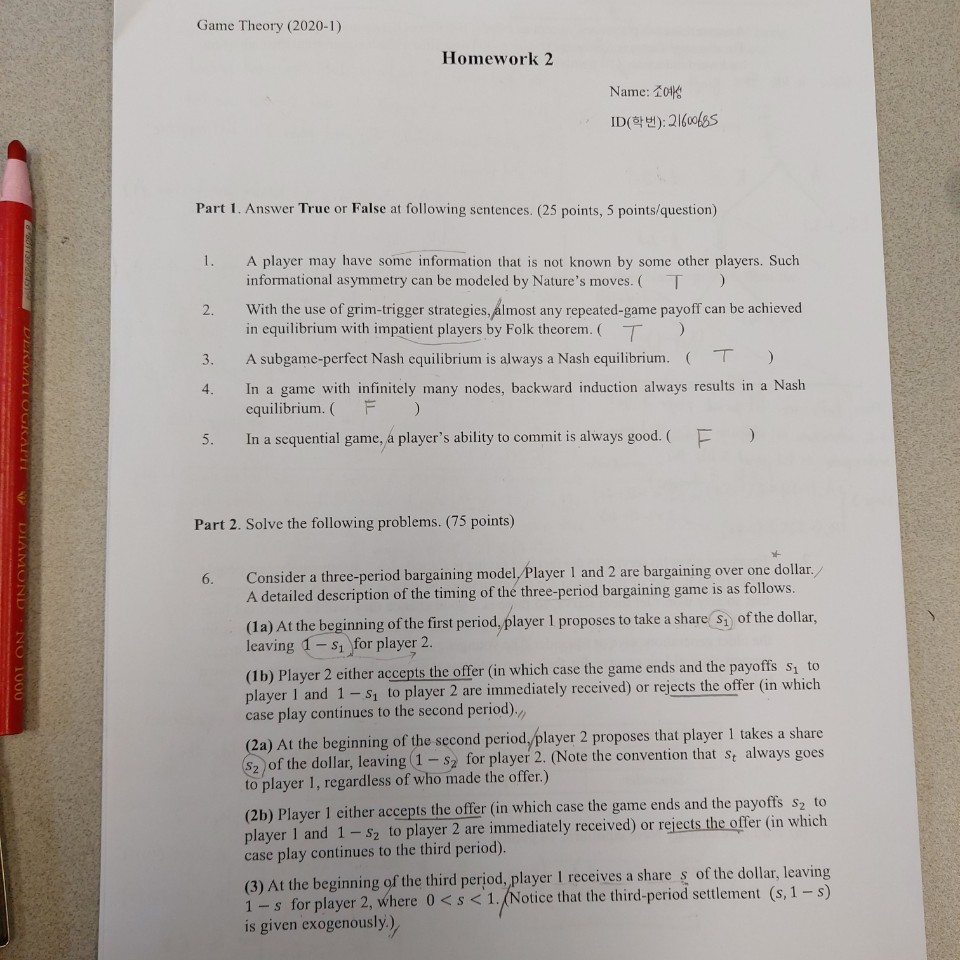 Game Theory (2020-1)
Homework 2
Name: 조예성
ID(학번): 21600685
Part 1. Answer True or False at following sentences. (25 points, 5 points/question)
1. A player may have some information that is not known by some other players. Such
informational asymmetry can be modeled by Nature's moves. ( T )
2. With the use of grim-trigger strategies, almost any repeated-game payoff can be achieved
in equilibrium with impatient players by Folk theorem. ( T )
3. A subgame-perfect Nash equilibrium is always a Nash equilibrium. ( T )
4. In a game with infinitely many nodes, backward induction always results in a Nash
equilibrium. ( F )
5. In a sequential game, a player's ability to commit is always good. ( F )
Part 2. Solve the following problems. (75 points)
6. Consider a three-period bargaining model. Player 1 and 2 are bargaining over one dollar.
A detailed description of the timing of the three-period bargaining game is as follows.
(1a) At the beginning of the first period, player 1 proposes to take a share s₁ of the dollar,
leaving 1 − s₁ for player 2.
(1b) Player 2 either accepts the offer (in which case the game ends and the payoffs s₁ to
player 1 and 1 − s₁ to player 2 are immediately received) or rejects the offer (in which
case play continues to the second period).
(2a) At the beginning of the second period, player 2 proposes that player 1 takes a share
s₂ of the dollar, leaving 1 − s₂ for player 2. (Note the convention that sₜ always goes
to player 1, regardless of who made the offer.)
(2b) Player 1 either accepts the offer (in which case the game ends and the payoffs s₂ to
player 1 and 1 − s₂ to player 2 are immediately received) or rejects the offer (in which
case play continues to the third period).
(3) At the beginning of the third period, player 1 receives a share s of the dollar, leaving
1 − s for player 2, where 0 < s < 1. (Notice that the third-period settlement (s, 1 − s)
is given exogenously.)
DERMATOGRAPH DIAMOND · NO 1000